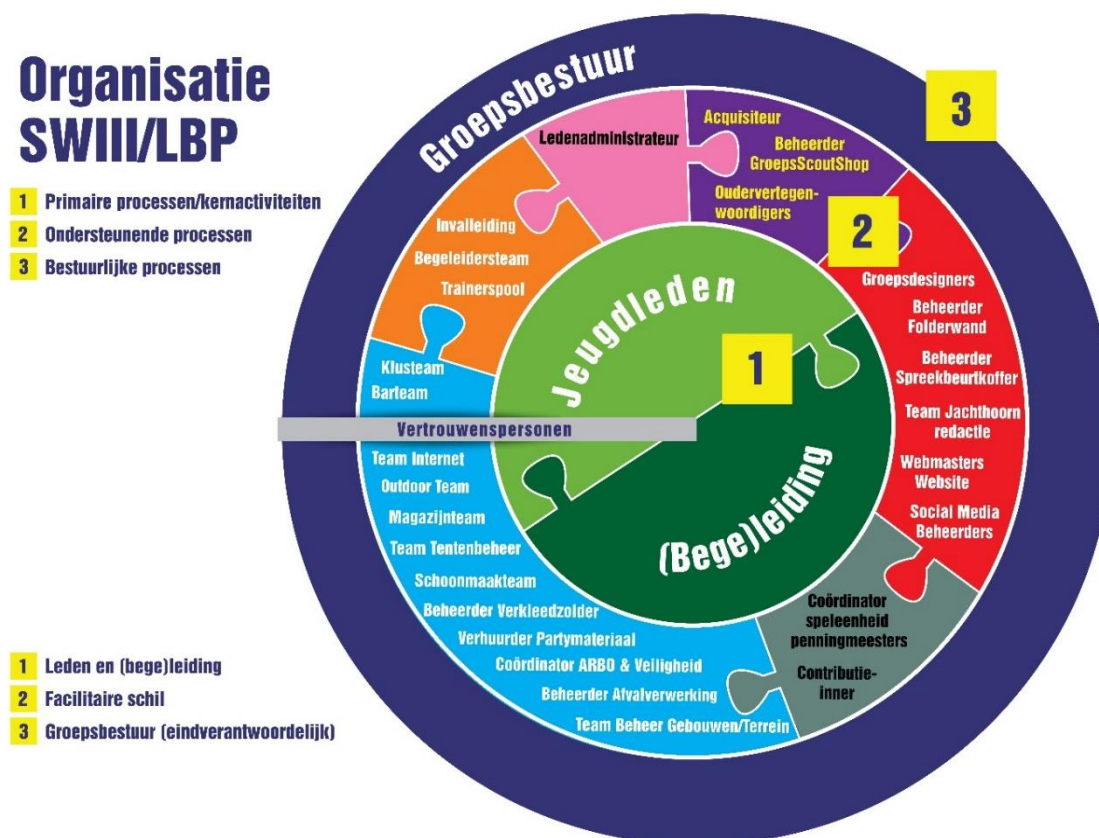 Organisatie
SWIII/LBP
1 Primaire processen/kernactiviteiten
2 Ondersteunende processen
3 Bestuurlijke processen
Groepsbestuur
3
Ledenadministrateur
Acquisiteur
Beheerder
GroepsScoutShop
Oudervertegen-
woordigers
2
Invalleiding
Begeleidersteam
Trainerspool
Groepsdesigners
Beheerder
Folderwand
Beheerder
Spreekbeurtkoffer
Team Jachthoorn
redactie
Webmasters
Website
Social Media
Beheerders
Jeugdleden
1
(Bege)leiding
Klusteam
Barteam
Vertrouwenspersonen
Team Internet
Outdoor Team
Magazijnteam
Team Tentenbeheer
Schoonmaakteam
Beheerder Verkleedzolder
Verhuurder Partymateriaal
Coördinator ARBO & Veiligheid
Beheerder Afvalverwerking
Team Beheer Gebouwen/Terrein
Coördinator
speleenheid
penningmeesters
Contributie-
inner
1 Leden en (bege)leiding
2 Facilitaire schil
3 Groepsbestuur (eindverantwoordelijk)